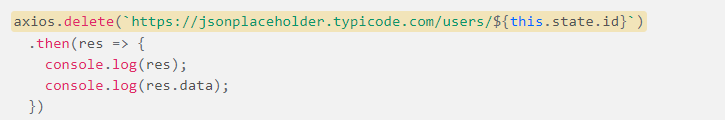 axios.delete(`https://jsonplaceholder.typicode.com/users/${this.state.id}`)
  .then(res => {
    console.log(res);
    console.log(res.data);
  })